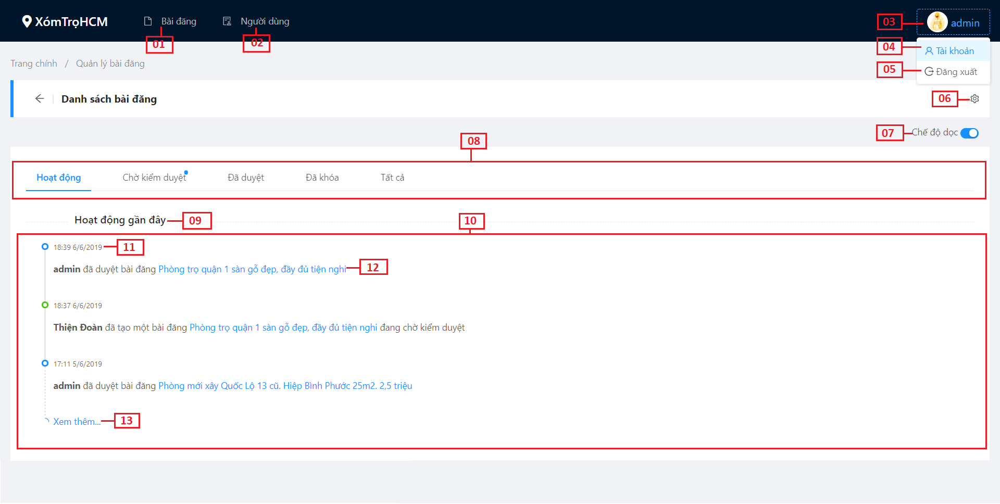 XómTrọHCM Bài đăng Người dùng 03 admin
01 02
04 Tài khoản
Trang chính / Quản lý bài đăng
05 Đăng xuất
Danh sách bài đăng 06
07 Chế độ dọc
08
Hoạt động Chờ kiểm duyệt Đã duyệt Đã khóa Tất cả
Hoạt động gần đây 09 10
18:39 6/6/2019 11
admin đã duyệt bài đăng Phòng trọ quận 1 sàn gỗ đẹp, đầy đủ tiện nghi 12
18:37 6/6/2019
Thiện Đoàn đã tạo một bài đăng Phòng trọ quận 1 sàn gỗ đẹp, đầy đủ tiện nghi đang chờ kiểm duyệt
17:11 5/6/2019
admin đã duyệt bài đăng Phòng mới xây Quốc Lộ 13 cũ. Hiệp Bình Phước 25m2. 2,5 triệu
Xem thêm... 13